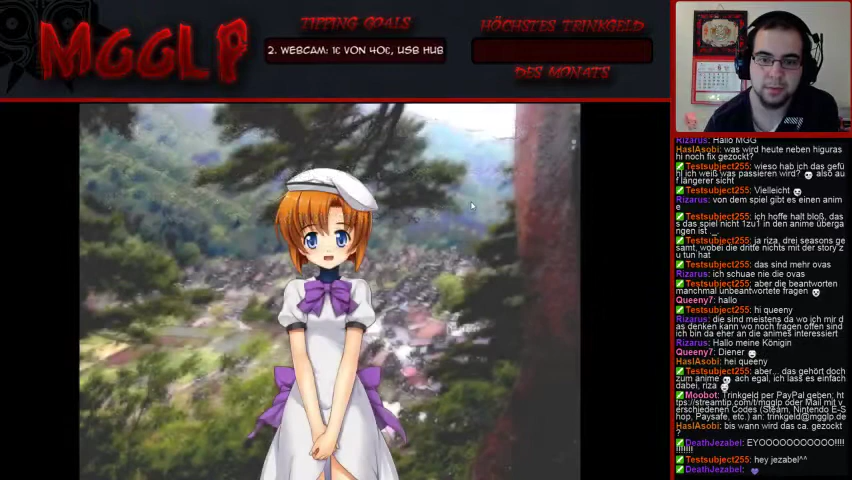 MGGLP
TIPPING GOALS
2. WEBCAM: 1€ VON 40€, USB HUB
HÖCHSTES TRINKGELD
DES MONATS
Rizarus: Hallo MGG
HaslAsobi: was wird heute neben higuras
hi noch fix gezockt?
Testsubject255: wieso hab ich das gefü
hl ich weiß was passieren wird? also au
f längerer sicht
Testsubject255: Vielleicht
Rizarus: von dem spiel gibt es einen anim
e
Testsubject255: ich hoffe halt bloß, das
s das spiel nicht 1zu1 in den anime überga
ngen ist ._.
Testsubject255: ja riza, drei seasons ge
samt, wobei die dritte nichts mit der story z
u tun hat
Testsubject255: das sind mehr ovas
Rizarus: ich schuae nie die ovas
Testsubject255: aber die beantworten
manchmal unbeantwortete fragen
Queeny7: hallo
Testsubject255: hi queeny
Rizarus: die sind meistens da wo ich mir d
as denken kann wo noch fragen offen sind
ich bin da eher an die animes interessiert
Rizarus: Hallo meine Königin
Queeny7: Diener
HaslAsobi: hei queeny
Testsubject255: aber... das gehört doch
zum anime ach egal, ich lass es einfach
dabei, riza
Moobot: Trinkgeld per PayPal geben: ht
tps://streamtip.com/t/mgglp oder Mail mit v
erschiedenen Codes (Steam, Nintendo E-S
hop, Paysafe, etc.) an: trinkgeld@mgglp.de
HaslAsobi: bis wann wird das ca. gezockt
?
DeathJezabel: EYOOOOOOOOOO!!!!
Testsubject255: hey jezabel^^
DeathJezabel: